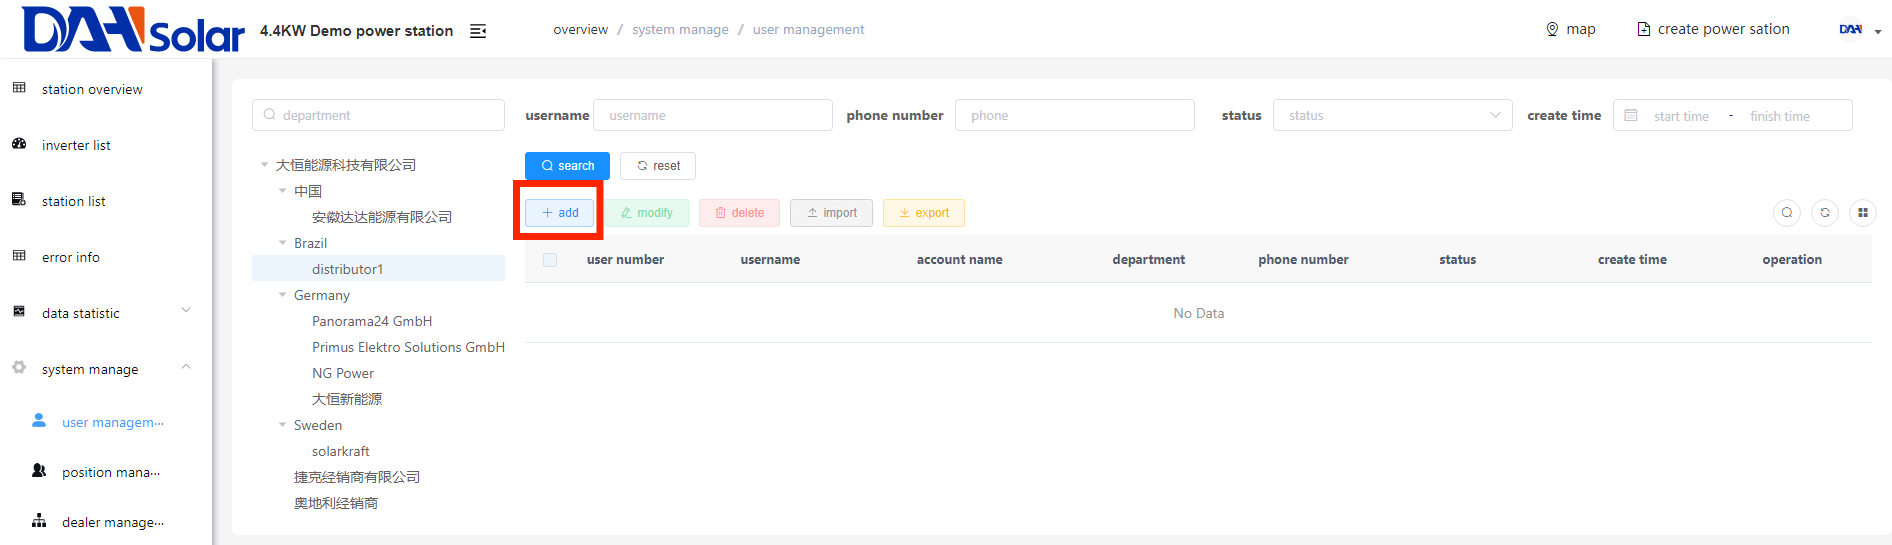 DAH Solar 4.4KW Demo power station overview / system manage / user management map create power sation DAH
station overview
inverter list
station list
error info
data statistic
system manage
user managem···
position mana···
dealer manage···
department
大恒能源科技有限公司
中国
安徽达达能源有限公司
Brazil
distributor1
Germany
Panorama24 GmbH
Primus Elektro Solutions GmbH
NG Power
大恒新能源
Sweden
solarkraft
捷克经销商有限公司
奥地利经销商
username username phone number phone status status create time start time - finish time
search reset
add modify delete import export
user number username account name department phone number status create time operation
No Data